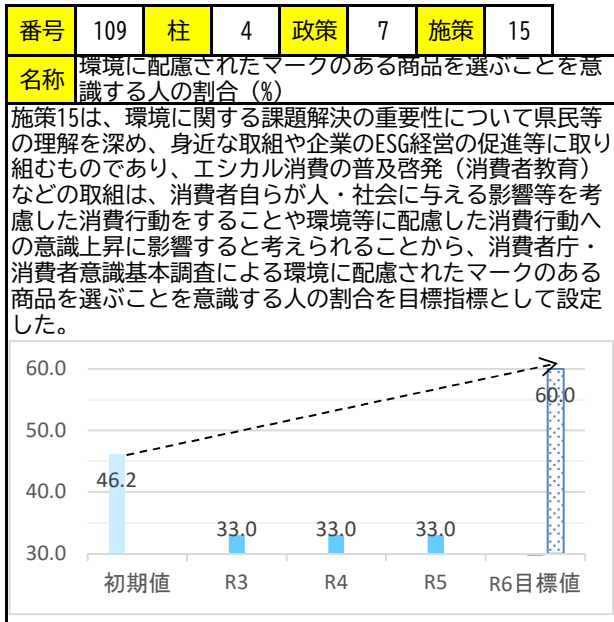 番号 109 柱 4 政策 7 施策 15
名称 環境に配慮されたマークのある商品を選ぶことを意
識する人の割合（%）
施策15は、環境に関する課題解決の重要性について県民等
の理解を深め、身近な取組や企業のESG経営の促進等に取り
組むものであり、エシカル消費の普及啓発（消費者教育）
などの取組は、消費者自らが人・社会に与える影響等を考
慮した消費行動をすることや環境等に配慮した消費行動へ
の意識上昇に影響すると考えられることから、消費者庁・
消費者意識基本調査による環境に配慮されたマークのある
商品を選ぶことを意識する人の割合を目標指標として設定
した。
60.0
60.0
50.0
46.2
40.0
33.0 33.0 33.0
30.0
初期値 R3 R4 R5 R6目標値